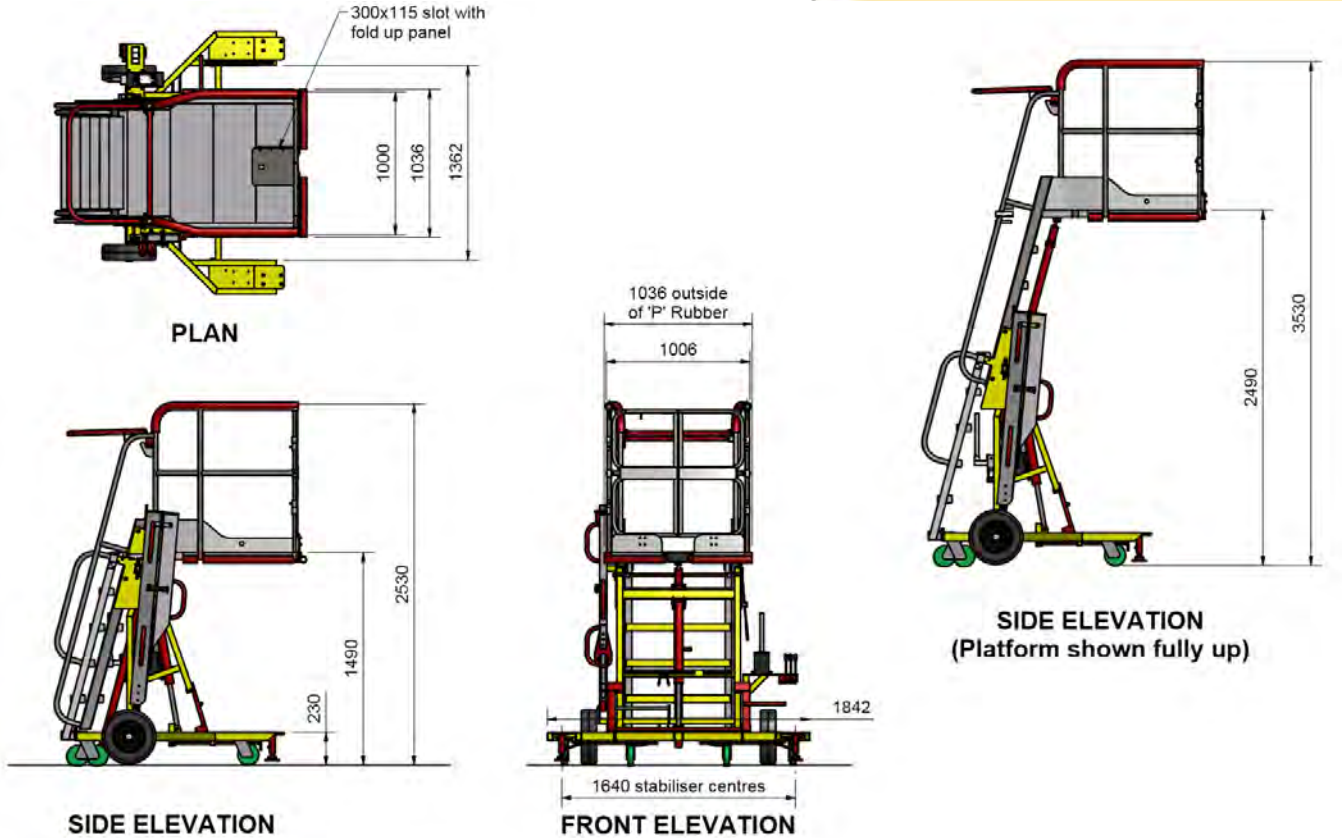 300x115 slot with
fold up panel
1000
1036
1362
PLAN
2530
1490
230
SIDE ELEVATION
1036 outside
of 'P' Rubber
1006
1842
1640 stabiliser centres
FRONT ELEVATION
3530
2490
SIDE ELEVATION
(Platform shown fully up)